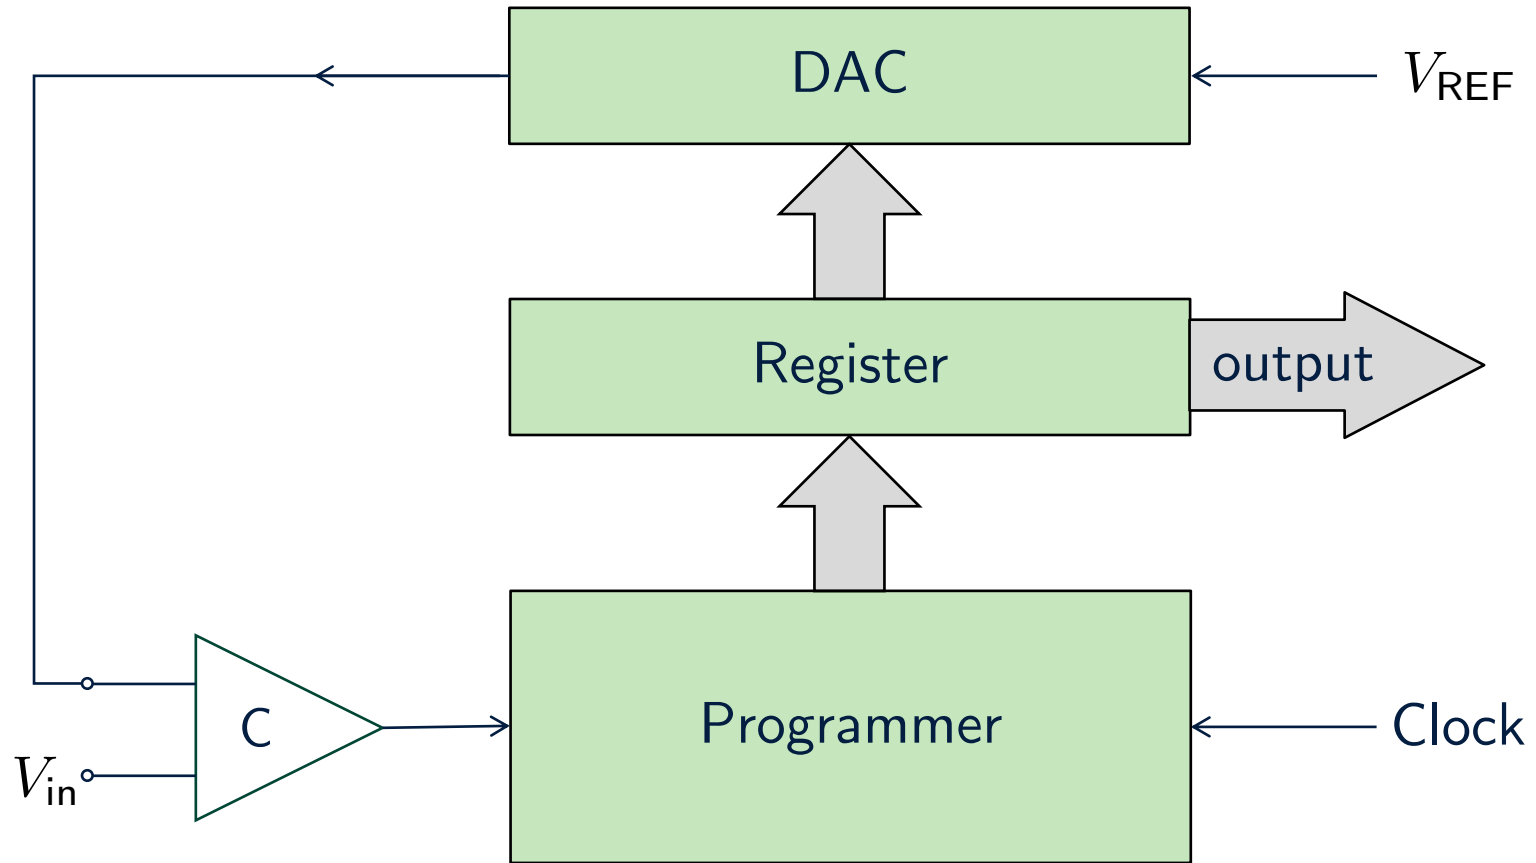 DAC
V_REF
Register
output
C
Programmer
Clock
V_in